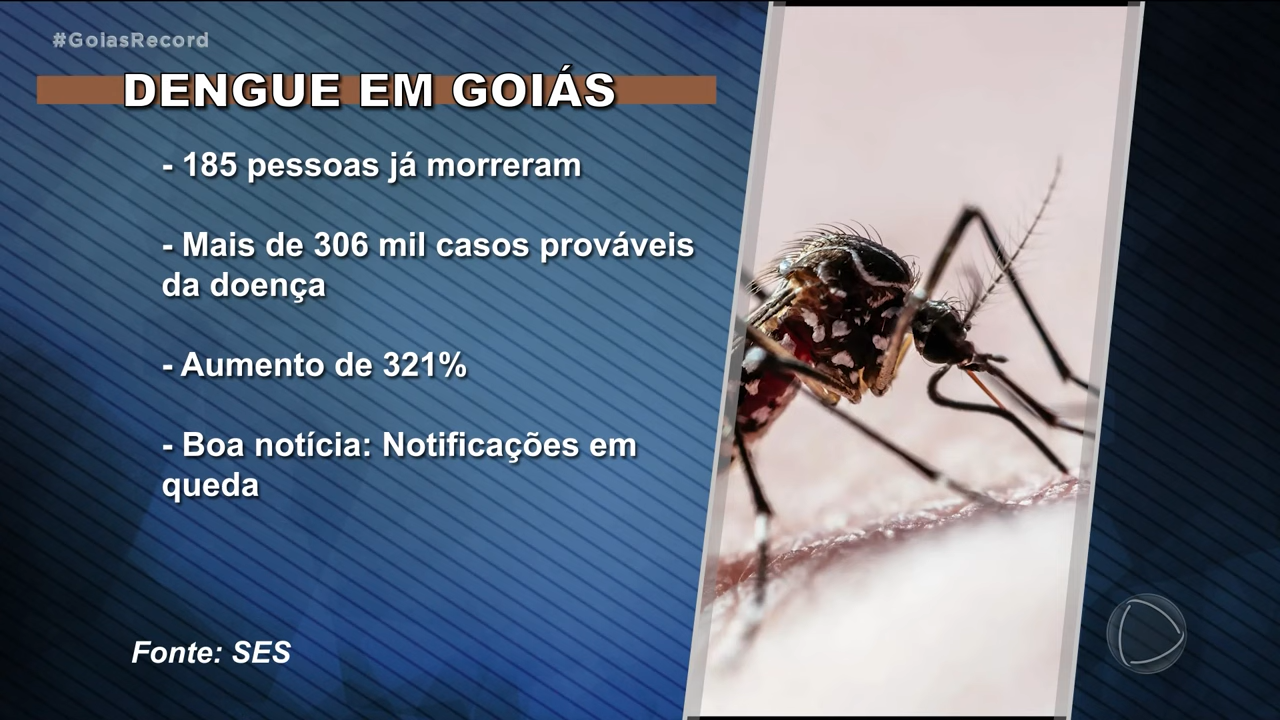 #GoiasRecord
DENGUE EM GOIÁS
- 185 pessoas já morreram
- Mais de 306 mil casos prováveis
da doença
- Aumento de 321%
- Boa notícia: Notificações em
queda
Fonte: SES